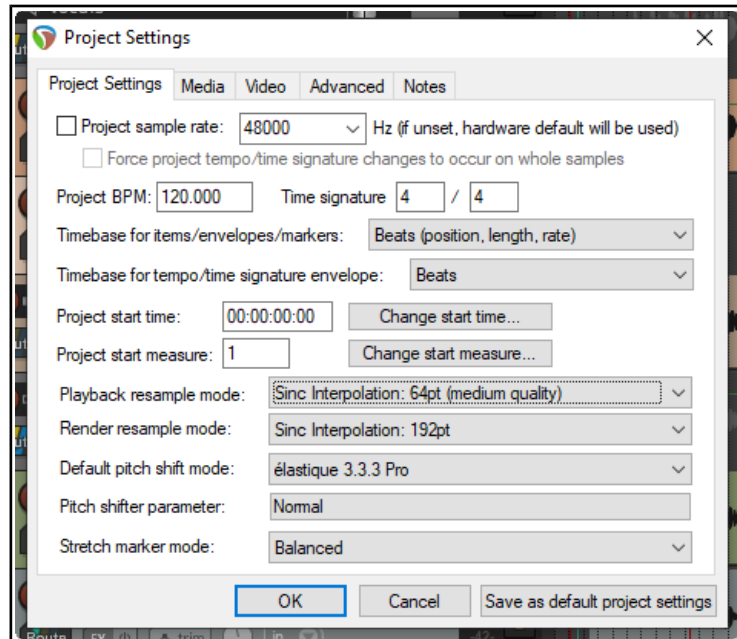 Project Settings
Project Settings Media Video Advanced Notes
Project sample rate: 48000 Hz (if unset, hardware default will be used)
Force project tempo/time signature changes to occur on whole samples
Project BPM: 120.000 Time signature 4 / 4
Timebase for items/envelopes/markers: Beats (position, length, rate)
Timebase for tempo/time signature envelope: Beats
Project start time: 00:00:00:00 Change start time...
Project start measure: 1 Change start measure...
Playback resample mode: Sinc Interpolation: 64pt (medium quality)
Render resample mode: Sinc Interpolation: 192pt
Default pitch shift mode: élastique 3.3.3 Pro
Pitch shifter parameter: Normal
Stretch marker mode: Balanced
OK Cancel Save as default project settings
Route FX trim in -42-